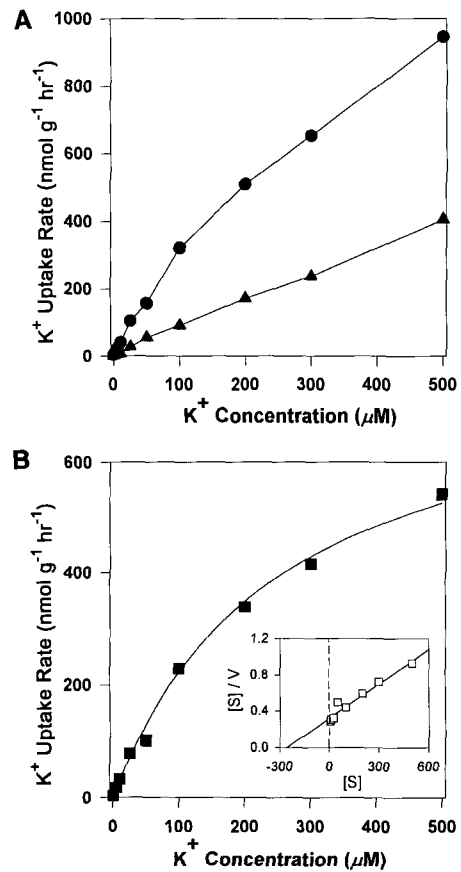 A
K⁺ Uptake Rate (nmol g⁻¹ hr⁻¹)
1000
800
600
400
200
0
0 100 200 300 400 500
K⁺ Concentration (μM)
B
K⁺ Uptake Rate (nmol g⁻¹ hr⁻¹)
600
400
200
0
[S] / V
1.2
0.8
0.4
0.0
-300 0 300 600
[S]
0 100 200 300 400 500
K⁺ Concentration (μM)